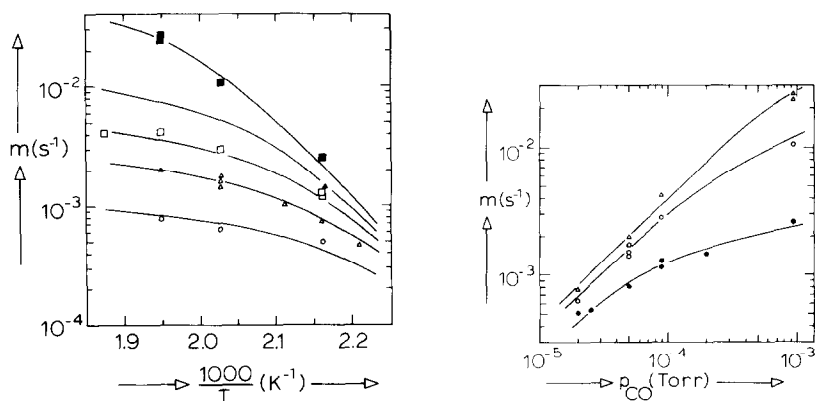 10⁻²
m(s⁻¹)
10⁻³
10⁻⁴
1.9 2.0 2.1 2.2
1000/T (K⁻¹)
10⁻²
m(s⁻¹)
10⁻³
10⁻⁵ 10⁻⁴ 10⁻³
p_CO (Torr)